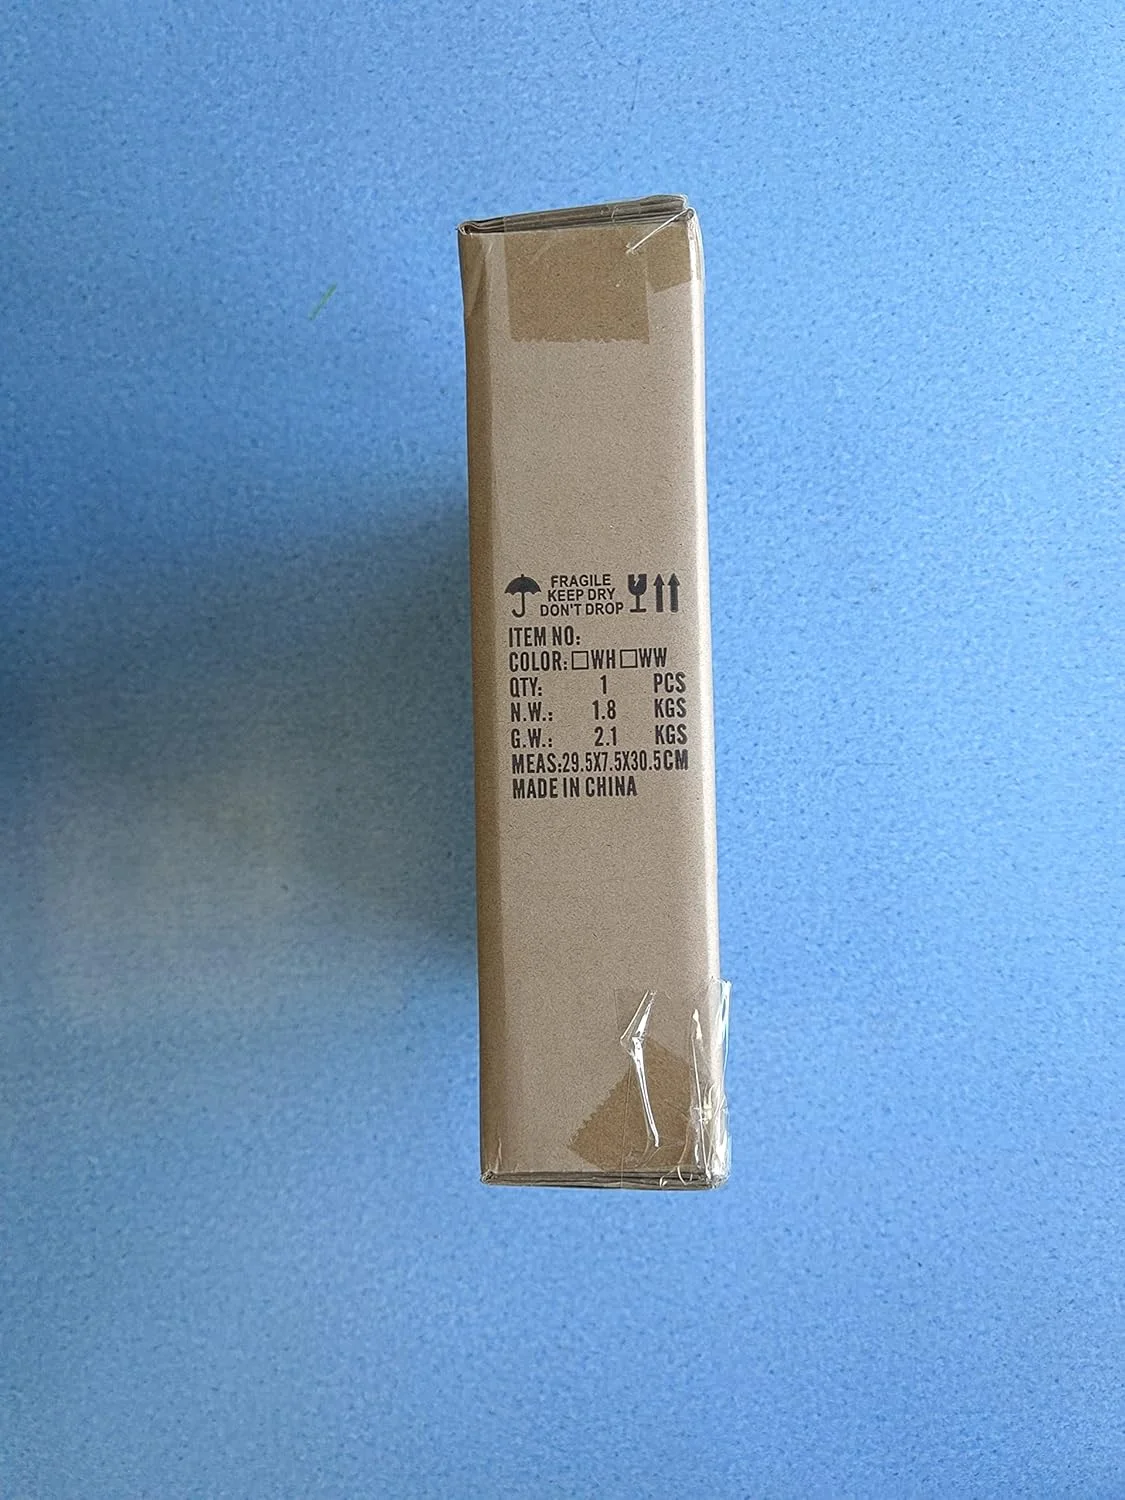 FRAGILE
KEEP DRY
DON'T DROP
ITEM NO:
COLOR: □WH □WW
QTY: 1 PCS
N.W.: 1.8 KGS
G.W.: 2.1 KGS
MEAS:29.5X7.5X30.5CM
MADE IN CHINA